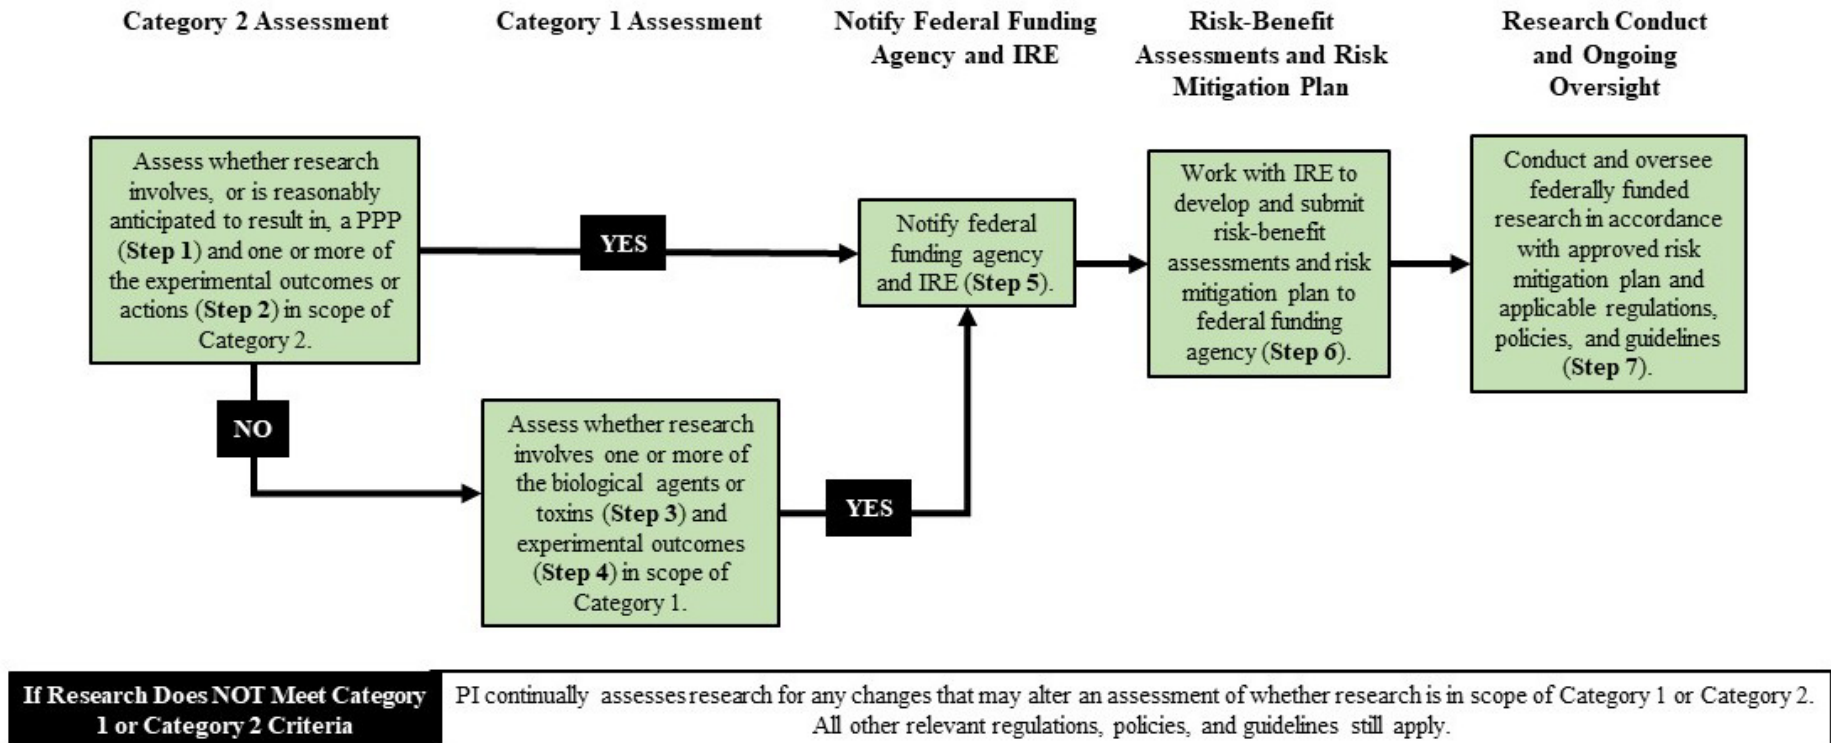 Category 2 Assessment
Category 1 Assessment
Notify Federal Funding
Agency and IRE
Risk-Benefit
Assessments and Risk
Mitigation Plan
Research Conduct
and Ongoing
Oversight
Assess whether research
involves, or is reasonably
anticipated to result in, a PPP
(Step 1) and one or more of
the experimental outcomes or
actions (Step 2) in scope of
Category 2.
YES
Notify federal
funding agency
and IRE (Step 5).
Work with IRE to
develop and submit
risk-benefit
assessments and risk
mitigation plan to
federal funding
agency (Step 6).
Conduct and oversee
federally funded
research in accordance
with approved risk
mitigation plan and
applicable regulations,
policies, and guidelines
(Step 7).
NO
Assess whether research
involves one or more of
the biological agents or
toxins (Step 3) and
experimental outcomes
(Step 4) in scope of
Category 1.
YES
If Research Does NOT Meet Category
1 or Category 2 Criteria
PI continually assesses research for any changes that may alter an assessment of whether research is in scope of Category 1 or Category 2.
All other relevant regulations, policies, and guidelines still apply.